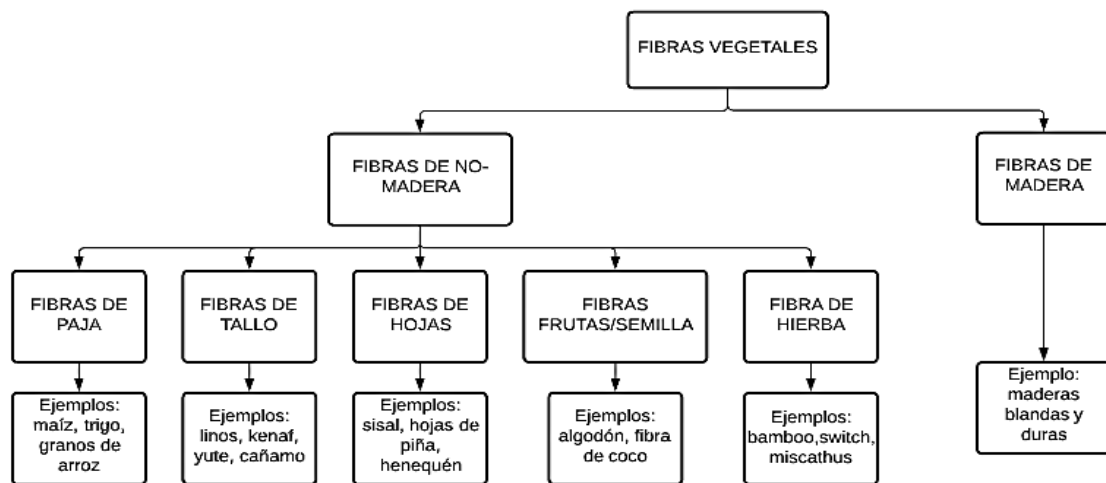 FIBRAS VEGETALES
FIBRAS DE NO-
MADERA
FIBRAS DE
MADERA
FIBRAS DE
PAJA
FIBRAS DE
TALLO
FIBRAS DE
HOJAS
FIBRAS
FRUTAS/SEMILLA
FIBRA DE
HIERBA
Ejemplos:
maíz, trigo,
granos de
arroz
Ejemplos:
linos, kenaf,
yute, cañamo
Ejemplos:
sisal, hojas de
piña,
henequén
Ejemplos:
algodón, fibra
de coco
Ejemplos:
bamboo,switch,
miscathus
Ejemplo:
maderas
blandas y
duras